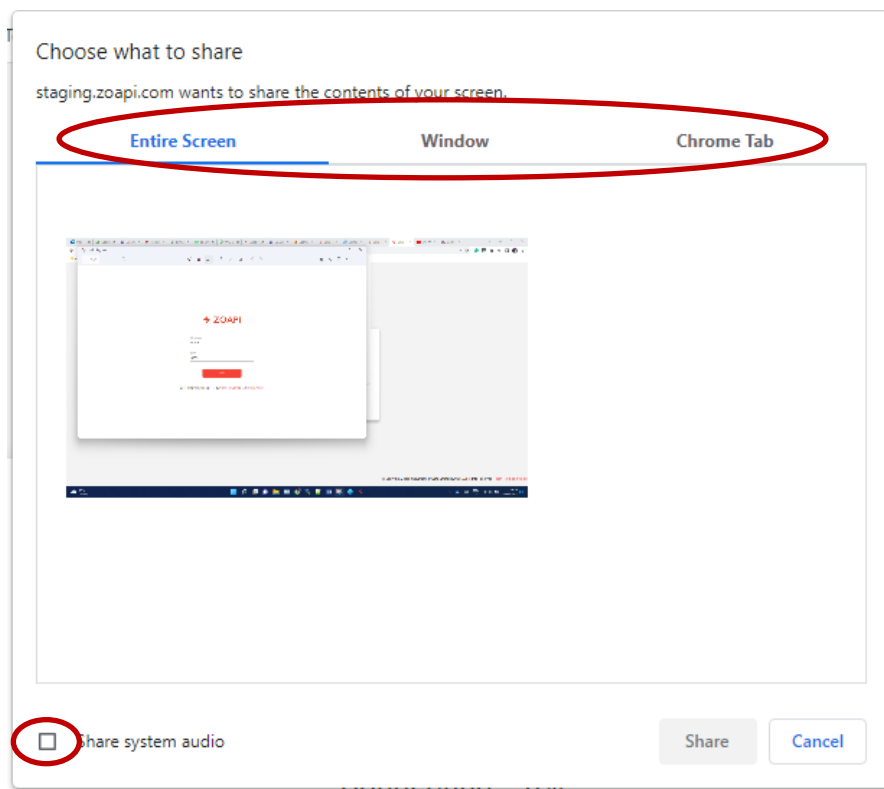 Choose what to share
staging.zoapi.com wants to share the contents of your screen.
Entire Screen Window Chrome Tab
ZOAPI
Share system audio Share Cancel